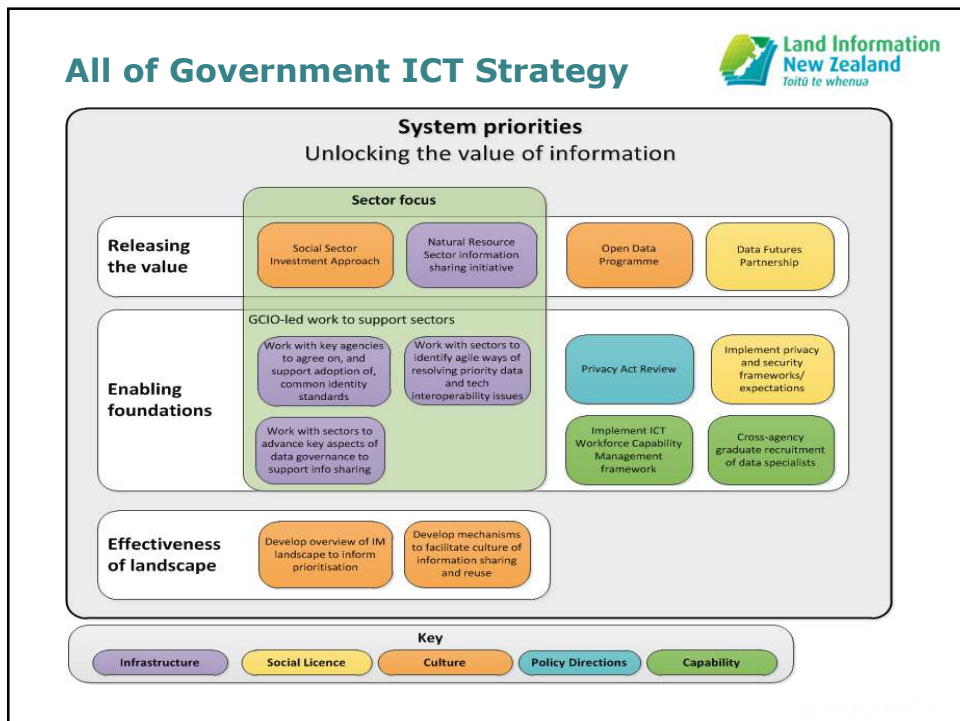 All of Government ICT Strategy
Land Information
New Zealand
Toitū te whenua
System priorities
Unlocking the value of information
Sector focus
Releasing
the value
Social Sector
Investment Approach
Natural Resource
Sector information
sharing initiative
Open Data
Programme
Data Futures
Partnership
GCIO-led work to support sectors
Enabling
foundations
Work with key agencies
to agree on, and
support adoption of,
common identity
standards
Work with sectors to
identify agile ways of
resolving priority data
and tech
interoperability issues
Privacy Act Review
Implement privacy
and security
frameworks/
expectations
Work with sectors to
advance key aspects of
data governance to
support info sharing
Implement ICT
Workforce Capability
Management
framework
Cross-agency
graduate recruitment
of data specialists
Effectiveness
of landscape
Develop overview of IM
landscape to inform
prioritisation
Develop mechanisms
to facilitate culture of
information sharing
and reuse
Key
Infrastructure
Social Licence
Culture
Policy Directions
Capability